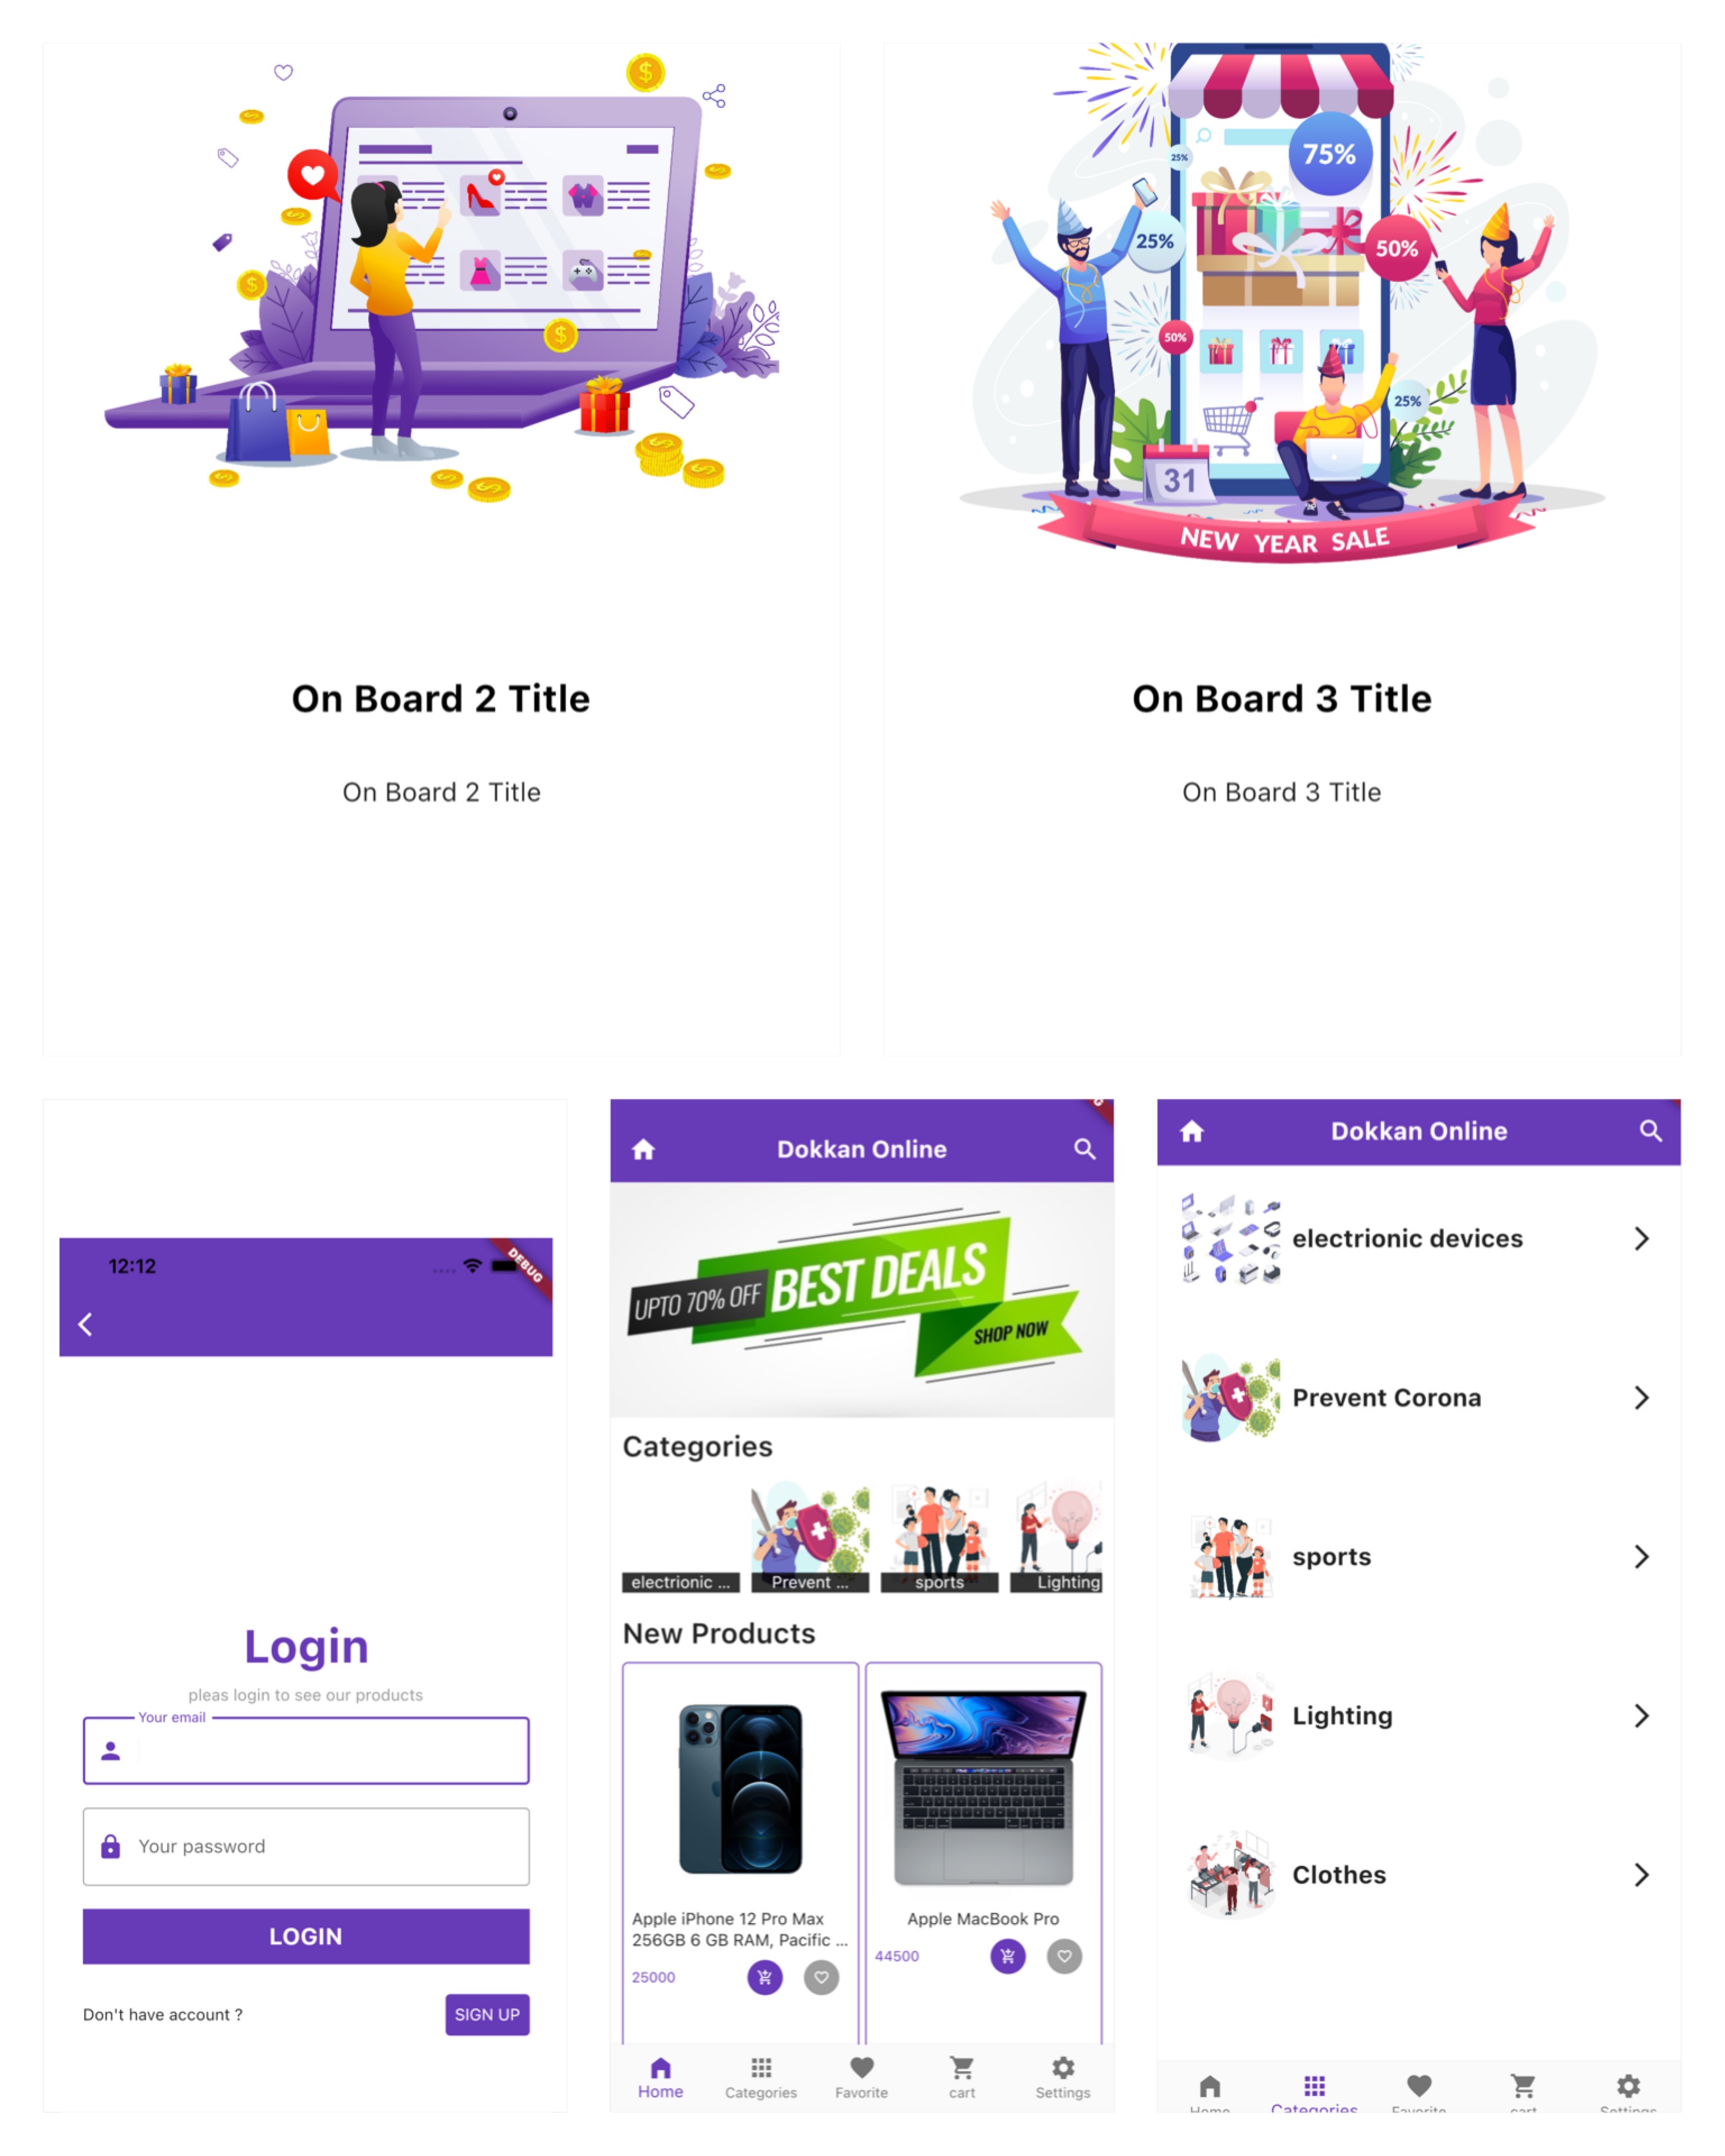 75%
25%
25%
50%
50%
25%
31
NEW YEAR SALE
On Board 2 Title
On Board 2 Title
On Board 3 Title
On Board 3 Title
12:12
DEBUG
Login
pleas login to see our products
Your email
Your password
LOGIN
Don't have account ?
SIGN UP
Dokkan Online
UPTO 70% OFF
BEST DEALS
SHOP NOW
Categories
electrionic ...
Prevent ...
sports
Lighting
New Products
Apple iPhone 12 Pro Max
256GB 6 GB RAM, Pacific ...
25000
Apple MacBook Pro
44500
Home
Categories
Favorite
cart
Settings
Dokkan Online
electrionic devices
Prevent Corona
sports
Lighting
Clothes
Home
Categories
Favorite
cart
Settings